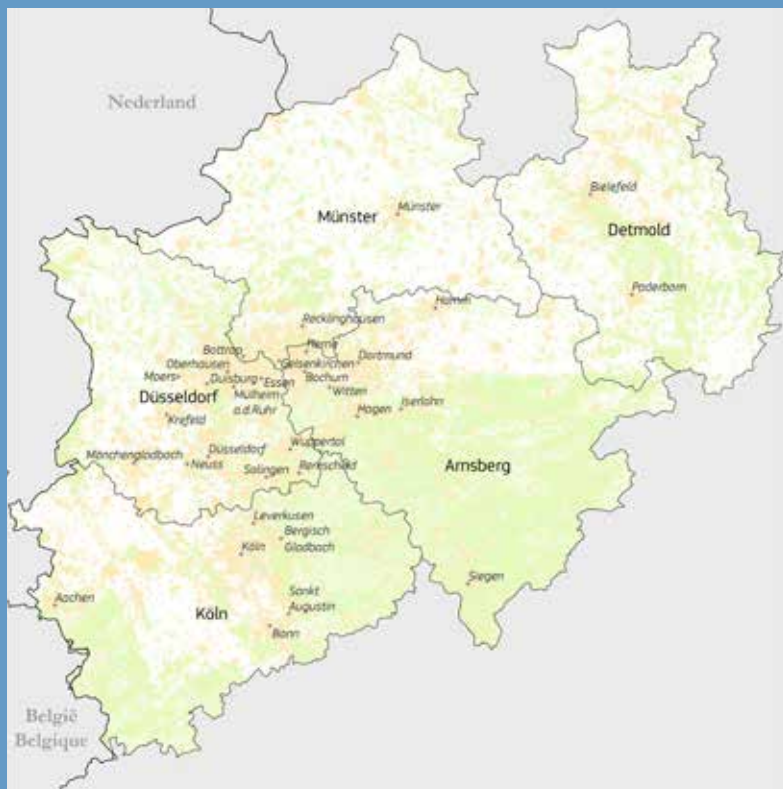 Nederland
Münster
Münster
Bielefeld
Detmold
Paderborn
Hamm
Recklinghausen
Herne
Bottrop
Gelsenkirchen
Dortmund
Oberhausen
Moers
Duisburg
Essen
Bochum
Witten
Mülheim
a.d.Ruhr
Düsseldorf
Krefeld
Hagen
Iserlohn
Wuppertal
Mönchengladbach
Düsseldorf
Neuss
Solingen
Remscheid
Arnsberg
Leverkusen
Bergisch
Gladbach
Köln
Siegen
Aachen
Sankt
Augustin
Köln
Bonn
België
Belgique